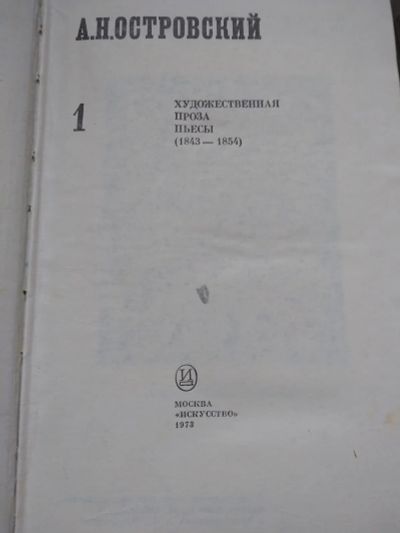 А.Н.ОСТРОВСКИЙ
1
ХУДОЖЕСТВЕННАЯ
ПРОЗА
ПЬЕСЫ
(1843 — 1854)
И
МОСКВА
«ИСКУССТВО»
1973